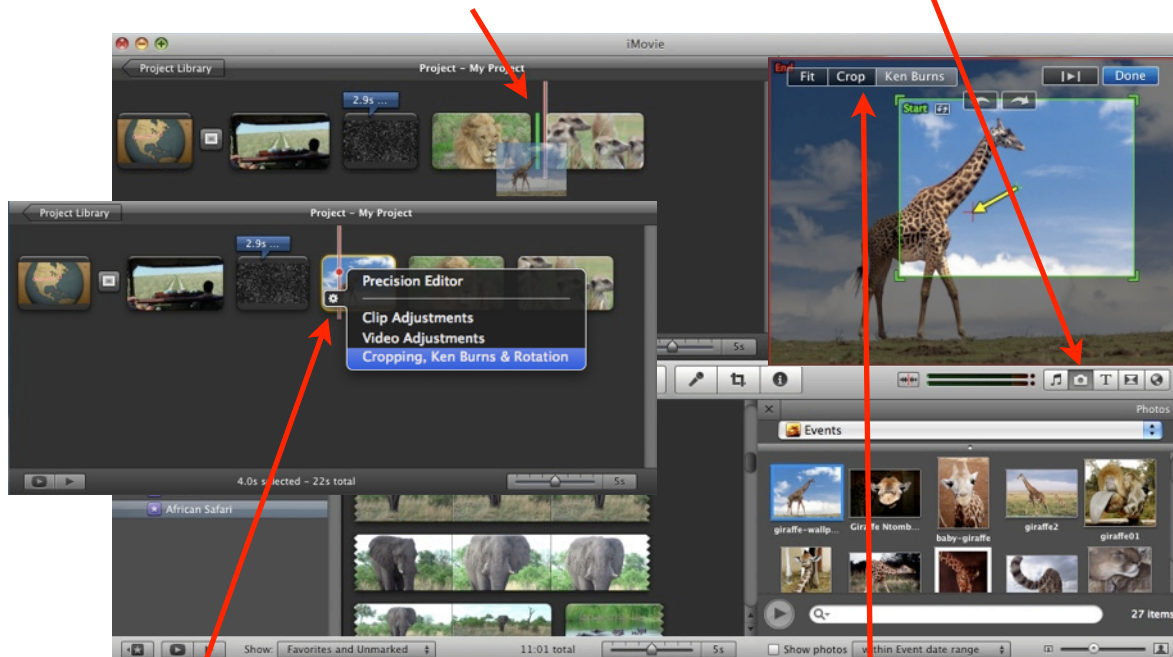 iMovie
Project Library
Project – My Project
2.9s ...
End
Fit
Crop
Ken Burns
Done
Start
Project Library
Project – My Project
2.9s ...
Precision Editor
Clip Adjustments
Video Adjustments
Cropping, Ken Burns & Rotation
5s
T
Photos
Events
4.0s selected – 22s total
5s
African Safari
giraffe-wallp...
Giraffe Ntomb...
baby-giraffe
giraffe2
giraffe01
27 items
Show:
Favorites and Unmarked
11:01 total
5s
Show photos
within Event date range